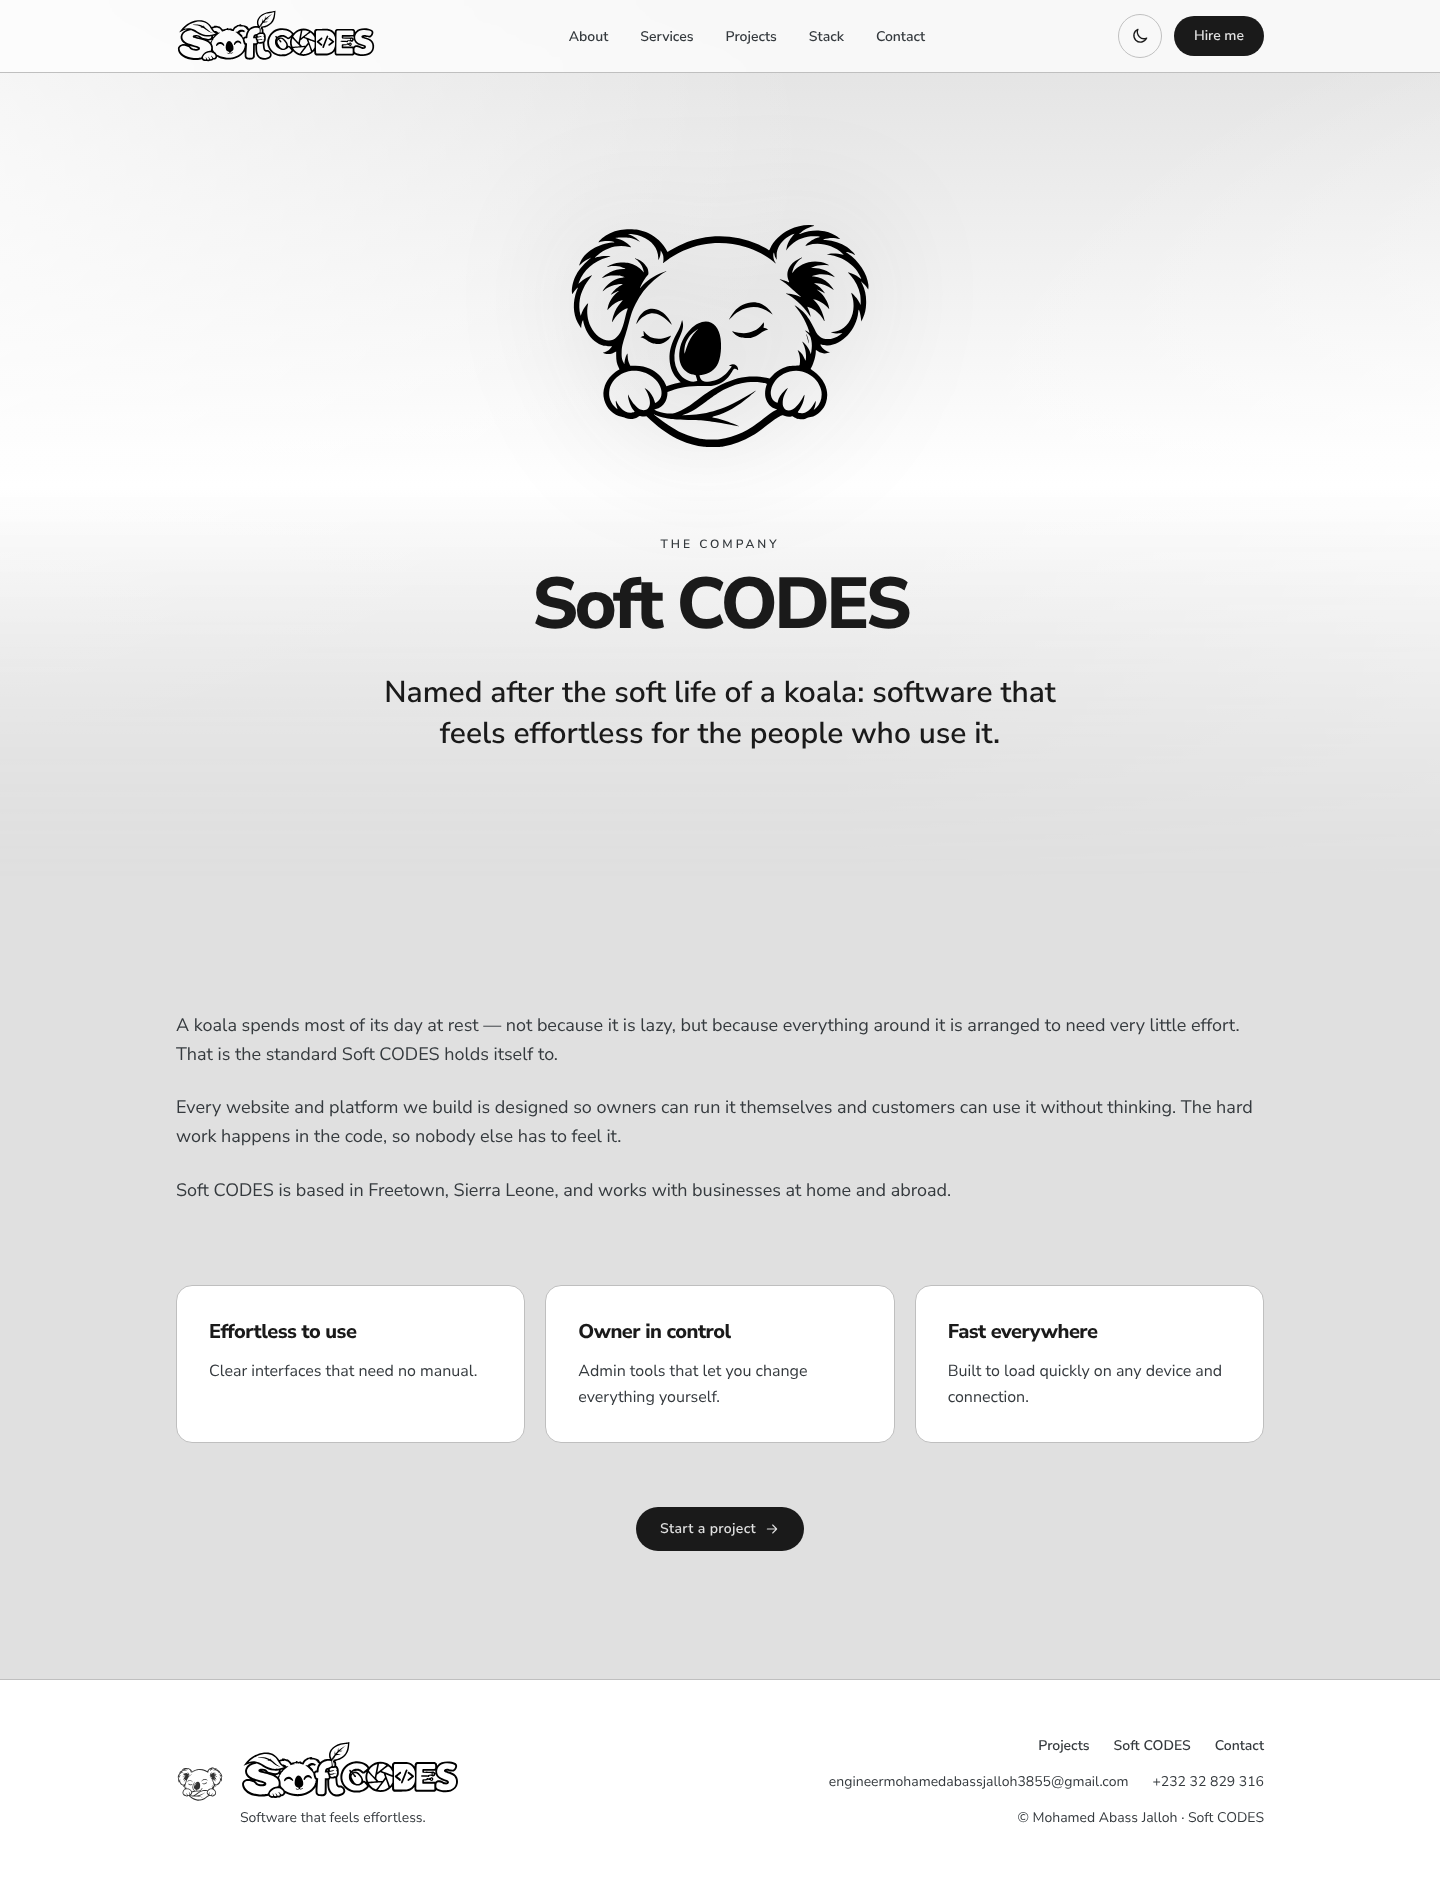 Soft CODES
About
Services
Projects
Stack
Contact
Hire me
THE COMPANY
Soft CODES
Named after the soft life of a koala: software that
feels effortless for the people who use it.
A koala spends most of its day at rest — not because it is lazy, but because everything around it is arranged to need very little effort.
That is the standard Soft CODES holds itself to.
Every website and platform we build is designed so owners can run it themselves and customers can use it without thinking. The hard
work happens in the code, so nobody else has to feel it.
Soft CODES is based in Freetown, Sierra Leone, and works with businesses at home and abroad.
Effortless to use
Clear interfaces that need no manual.
Owner in control
Admin tools that let you change
everything yourself.
Fast everywhere
Built to load quickly on any device and
connection.
Start a project →
Soft CODES
Software that feels effortless.
Projects
Soft CODES
Contact
engineermohamedabassjalloh3855@gmail.com
+232 32 829 316
© Mohamed Abass Jalloh · Soft CODES